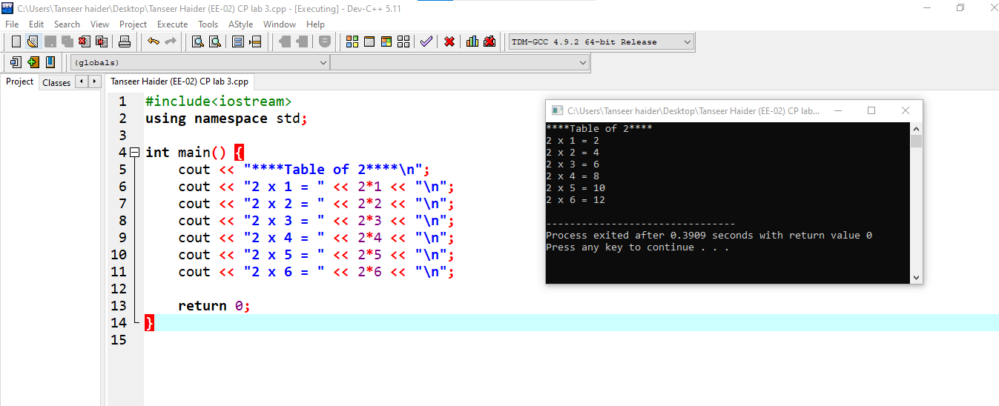 C:\Users\Tanseer haider\Desktop\Tanseer Haider (EE-02) CP lab 3.cpp - [Executing] - Dev-C++ 5.11
File Edit Search View Project Execute Tools AStyle Window Help
TDM-GCC 4.9.2 64-bit Release
(globals)
Project Classes
Tanseer Haider (EE-02) CP lab 3.cpp
1 #include<iostream>
2 using namespace std;
3
4 int main() {
5 cout << "****Table of 2****\n";
6 cout << "2 x 1 = " << 2*1 << "\n";
7 cout << "2 x 2 = " << 2*2 << "\n";
8 cout << "2 x 3 = " << 2*3 << "\n";
9 cout << "2 x 4 = " << 2*4 << "\n";
10 cout << "2 x 5 = " << 2*5 << "\n";
11 cout << "2 x 6 = " << 2*6 << "\n";
12
13 return 0;
14 }
15
C:\Users\Tanseer haider\Desktop\Tanseer Haider (EE-02) CP lab...
****Table of 2****
2 x 1 = 2
2 x 2 = 4
2 x 3 = 6
2 x 4 = 8
2 x 5 = 10
2 x 6 = 12
--------------------------------
Process exited after 0.3909 seconds with return value 0
Press any key to continue . . .